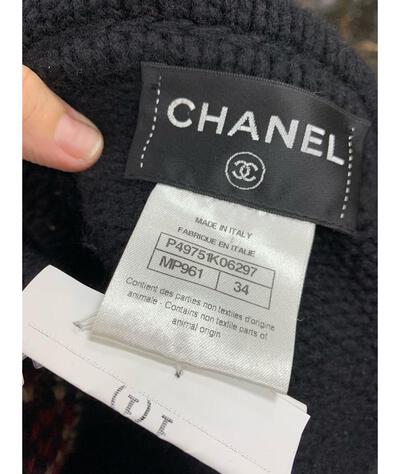 CHANEL
MADE IN ITALY
FABRIQUE EN ITALIE
P49751K06297
MP961 34
Contient des parties non textiles d'origine
animale - Contains non textile parts of
animal origin